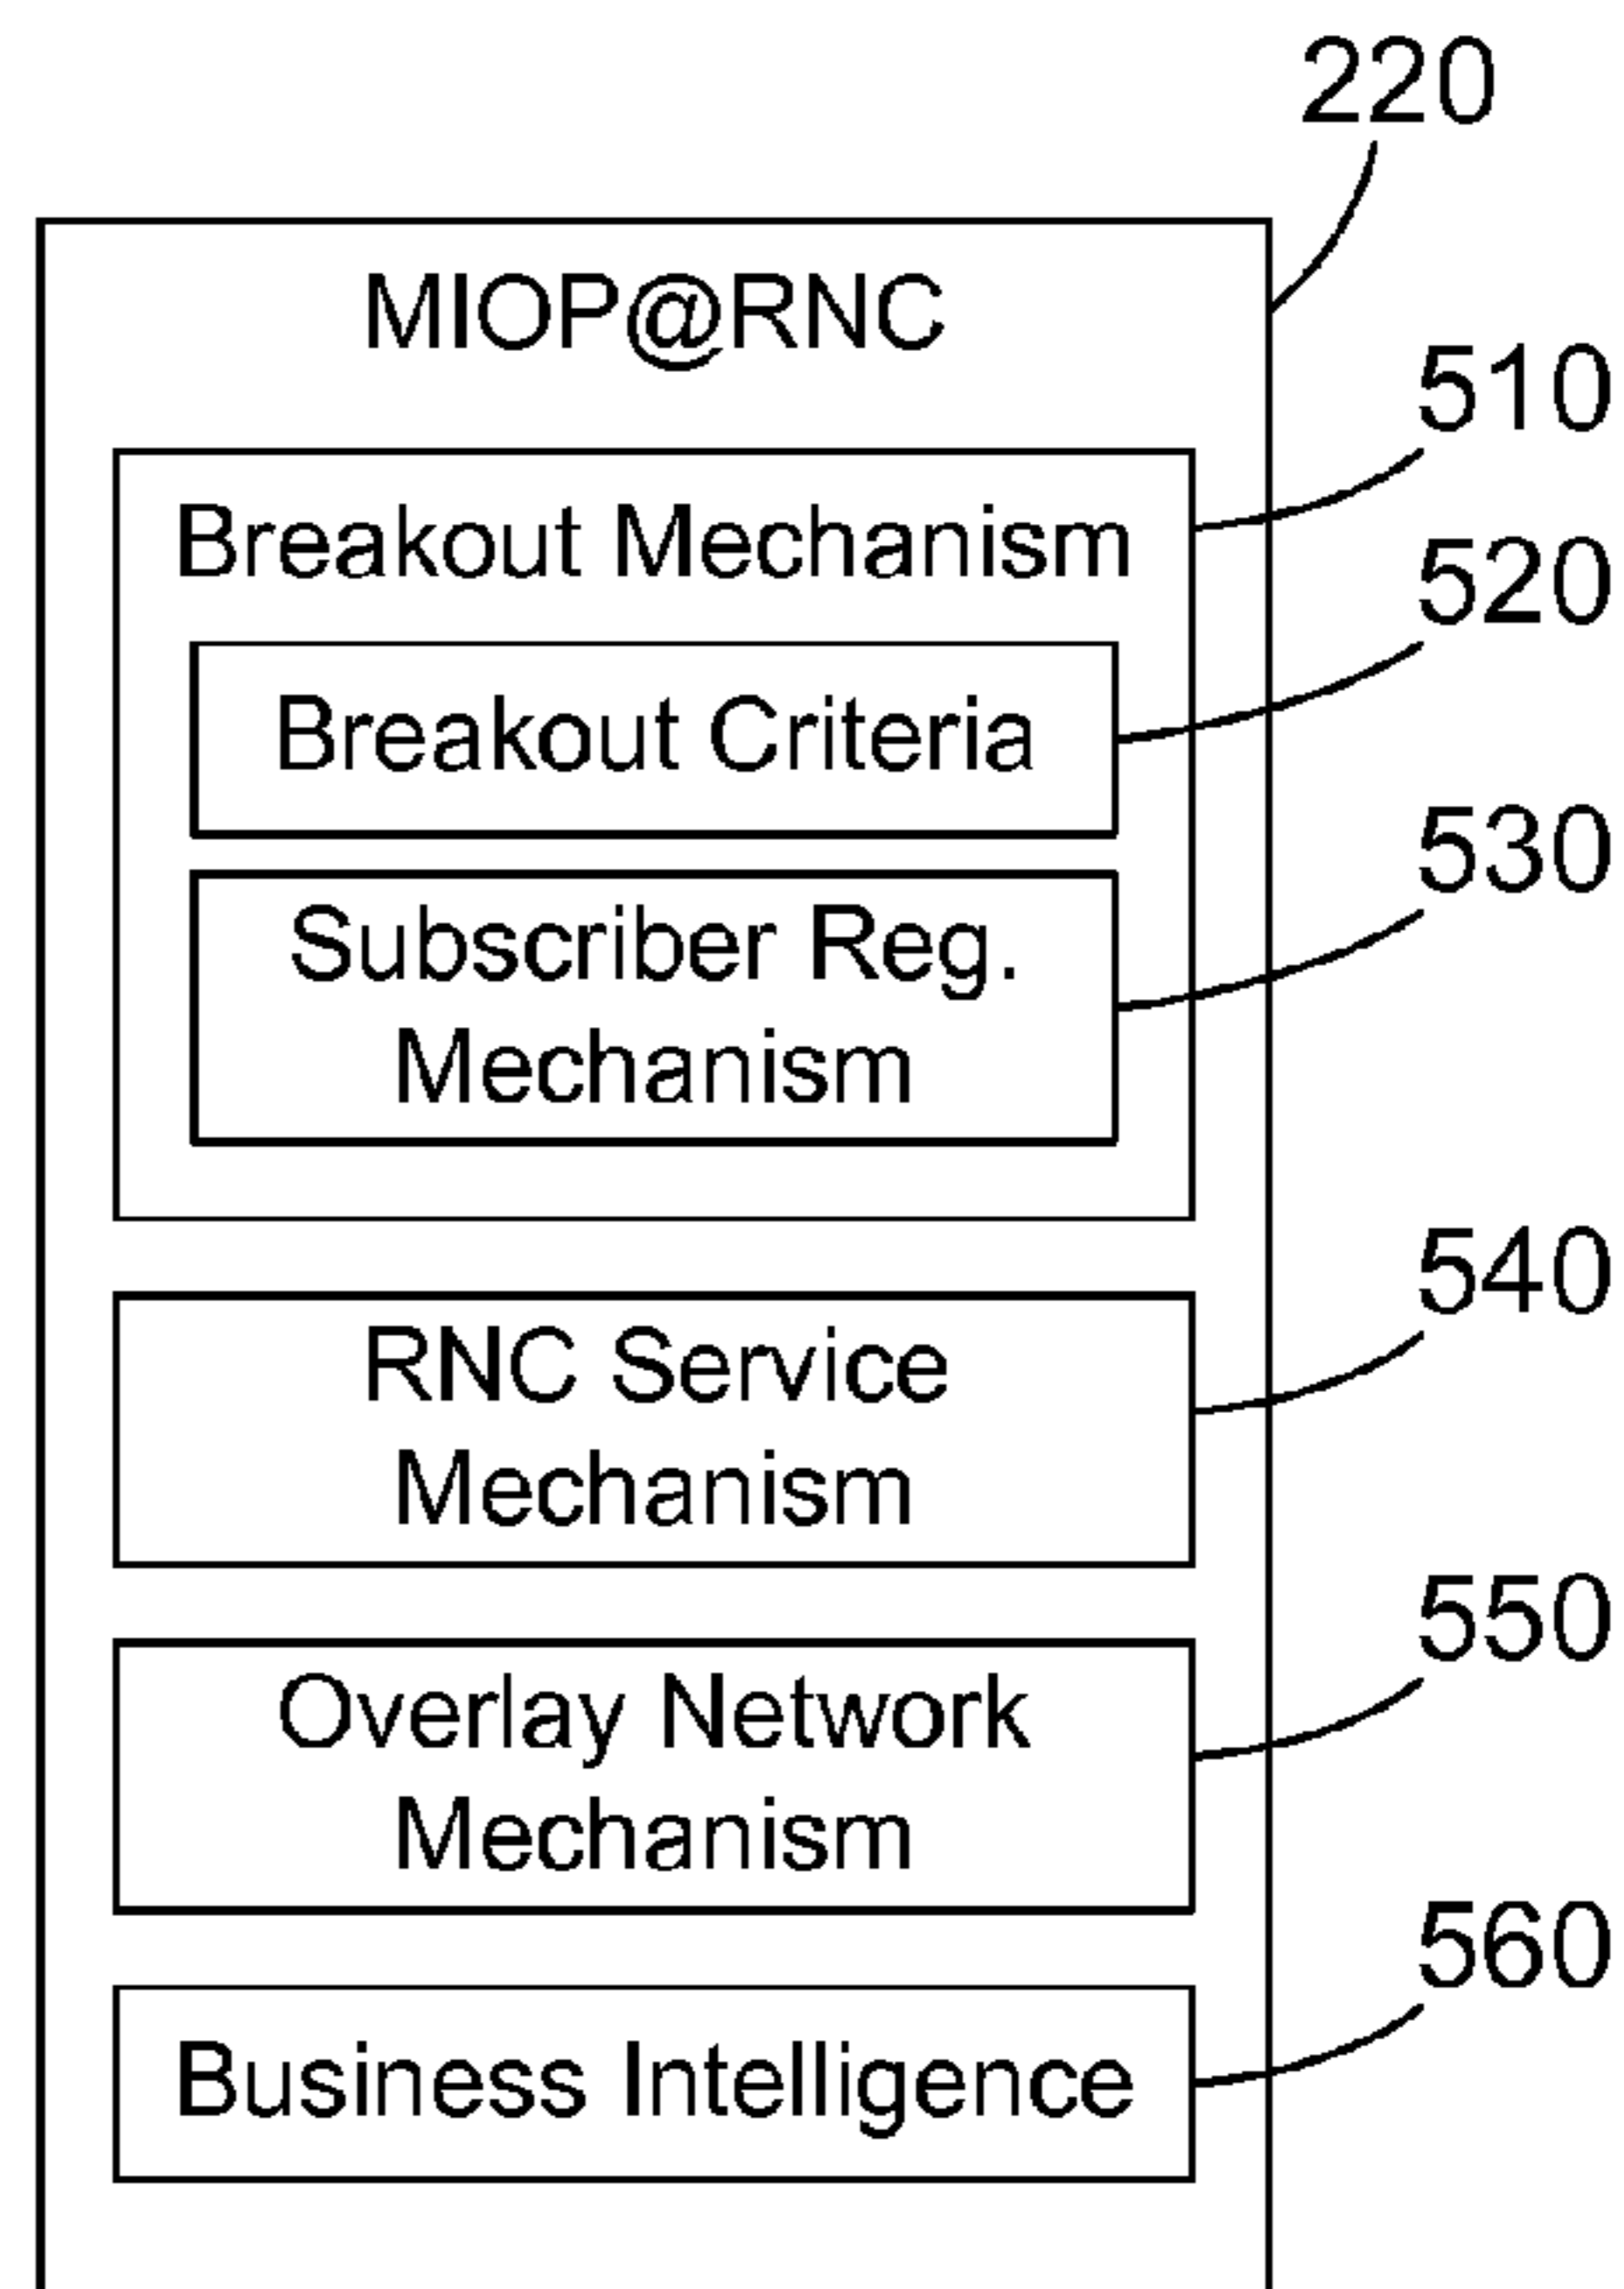 220
MIOP@RNC
510
Breakout Mechanism
520
Breakout Criteria
530
Subscriber Reg.
Mechanism
540
RNC Service
Mechanism
550
Overlay Network
Mechanism
560
Business Intelligence